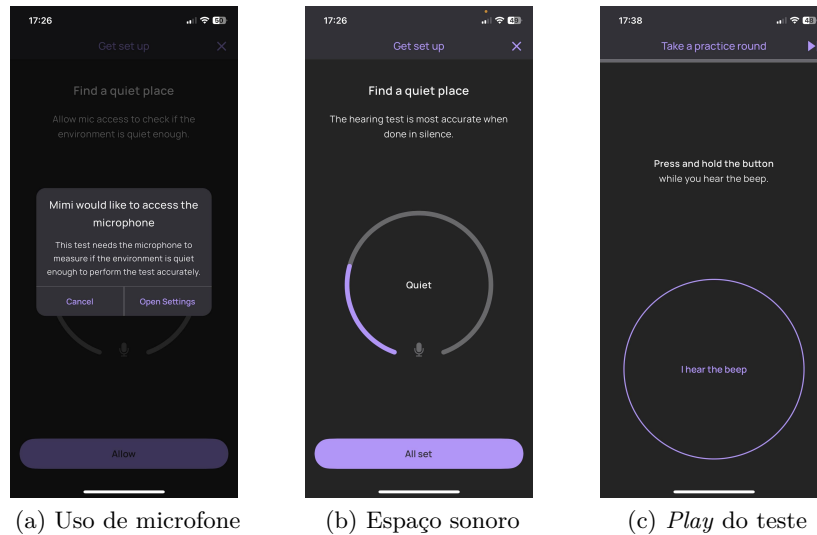 17:26
50
Get set up
Find a quiet place
Allow mic access to check if the
environment is quiet enough.
Mimi would like to access the
microphone
This test needs the microphone to
measure if the environment is quiet
enough to perform the test accurately.
Cancel
Open Settings
Allow
(a) Uso de microfone
17:26
49
Get set up
Find a quiet place
The hearing test is most accurate when
done in silence.
Quiet
All set
(b) Espaço sonoro
17:38
Take a practice round
Press and hold the button
while you hear the beep.
I hear the beep
(c) Play do teste